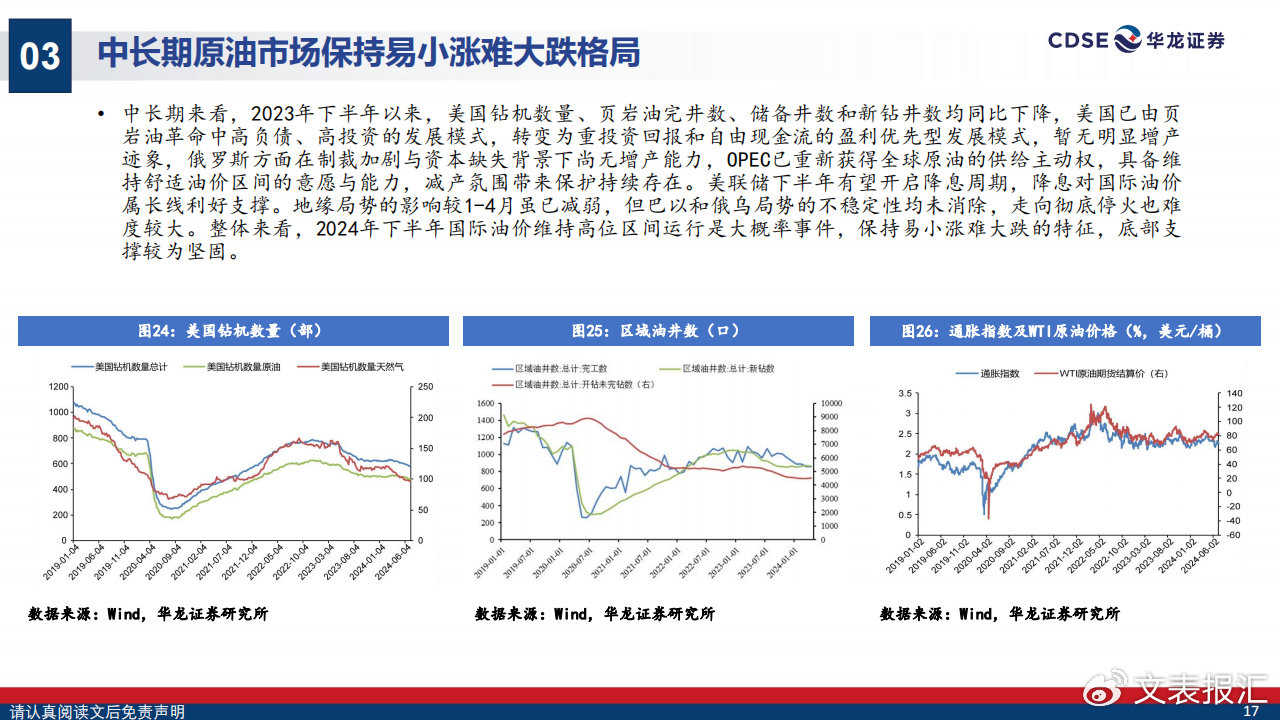 03
中长期原油市场保持易小涨难大跌格局
CDSE 华龙证券
• 中长期来看，2023年下半年以来，美国钻机数量、页岩油完井数、储备井数和新钻井数均同比下降，美国已由页
岩油革命中高负债、高投资的发展模式，转变为重投资回报和自由现金流的盈利优先型发展模式，暂无明显增产
迹象，俄罗斯方面在制裁加剧与资本缺失背景下尚无增产能力，OPEC已重新获得全球原油的供给主动权，具备维
持舒适油价区间的意愿与能力，减产氛围带来保护持续存在。美联储下半年有望开启降息周期，降息对国际油价
属长线利好支撑。地缘局势的影响较1-4月虽已减弱，但巴以和俄乌局势的不稳定性均未消除，走向彻底停火也难
度较大。整体来看，2024年下半年国际油价维持高位区间运行是大概率事件，保持易小涨难大跌的特征，底部支
撑较为坚固。
图24：美国钻机数量（部）
美国钻机数量总计 美国钻机数量原油 美国钻机数量天然气
1200
1000
800
600
400
200
0
250
200
150
100
50
0
2019-01-04 2019-06-04 2019-11-04 2020-04-04 2020-09-04 2021-02-04 2021-07-04 2021-12-04 2022-05-04 2022-10-04 2023-03-04 2023-08-04 2024-01-04 2024-06-04
数据来源：Wind，华龙证券研究所
图25：区域油井数（口）
区域油井数:总计:完工数 区域油井数:总计:新钻数
区域油井数:总计:开钻未完钻数（右）
1600
1400
1200
1000
800
600
400
200
0
10000
9000
8000
7000
6000
5000
4000
3000
2000
1000
0
2019-01-01 2019-07-01 2020-01-01 2020-07-01 2021-01-01 2021-07-01 2022-01-01 2022-07-01 2023-01-01 2023-07-01 2024-01-01
数据来源：Wind，华龙证券研究所
图26：通胀指数及WTI原油价格（%，美元/桶）
通胀指数 WTI原油期货结算价（右）
3.5
3
2.5
2
1.5
1
0.5
0
140
120
100
80
60
40
20
0
-20
-40
-60
2019-01-02 2019-06-02 2019-11-02 2020-04-02 2020-09-02 2021-02-02 2021-07-02 2021-12-02 2022-05-02 2022-10-02 2023-03-02 2023-08-02 2024-01-02 2024-06-02
数据来源：Wind，华龙证券研究所
请认真阅读文后免责声明
文表报汇
17